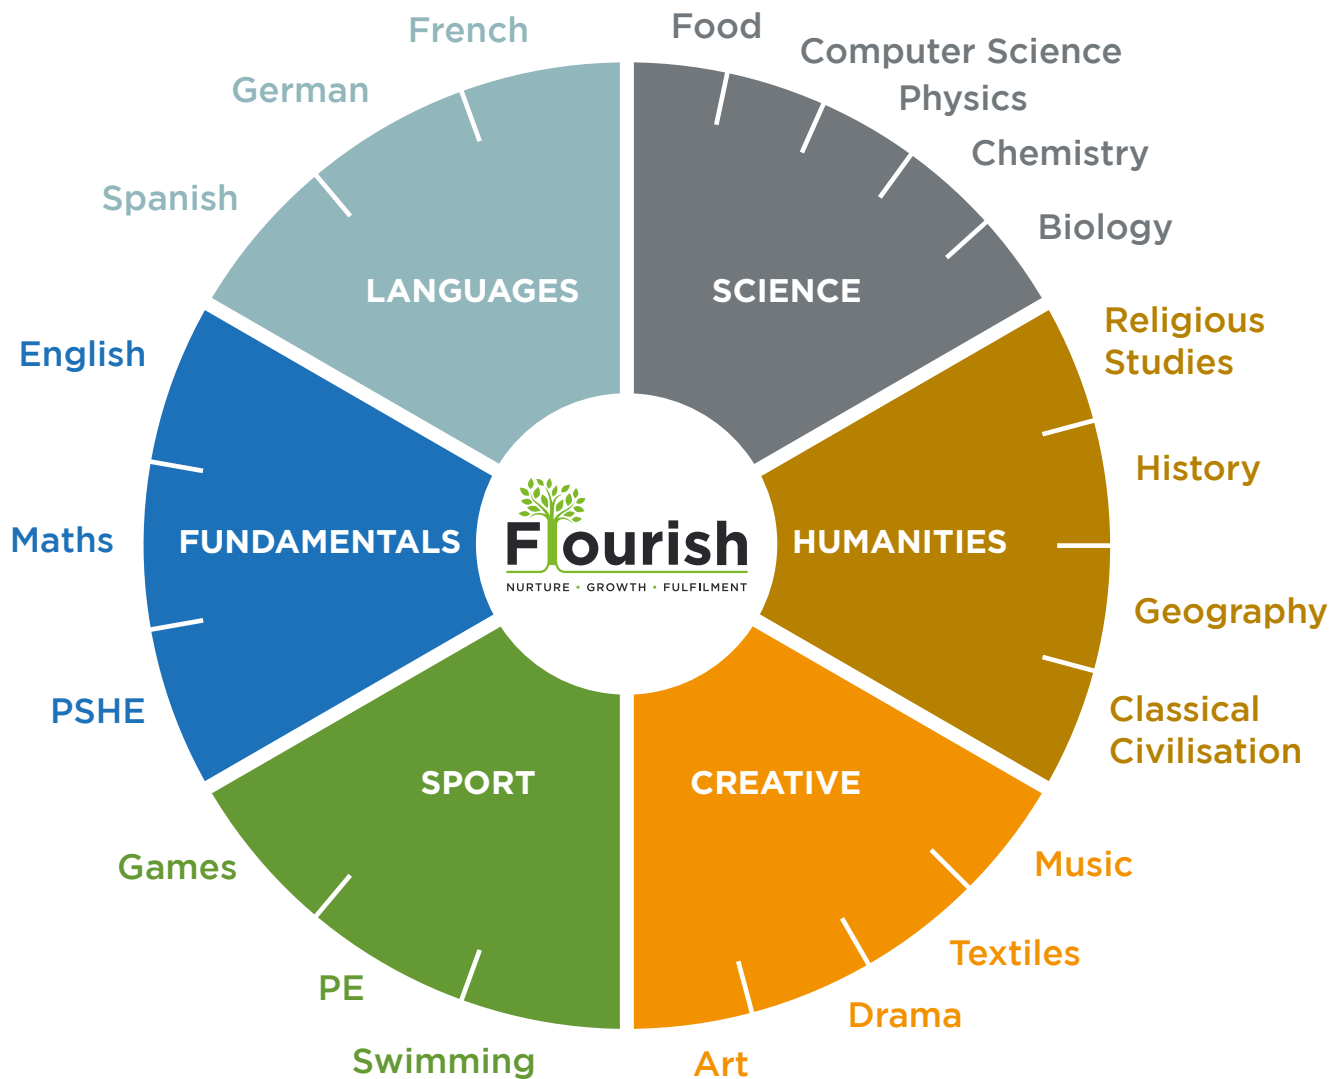 French
Food
Computer Science
German
Physics
Chemistry
Spanish
Biology
LANGUAGES
SCIENCE
Religious
Studies
English
History
Maths
FUNDAMENTALS
Flourish
NURTURE • GROWTH • FULFILMENT
HUMANITIES
Geography
PSHE
Classical
Civilisation
SPORT
CREATIVE
Games
Music
Textiles
PE
Drama
Swimming
Art